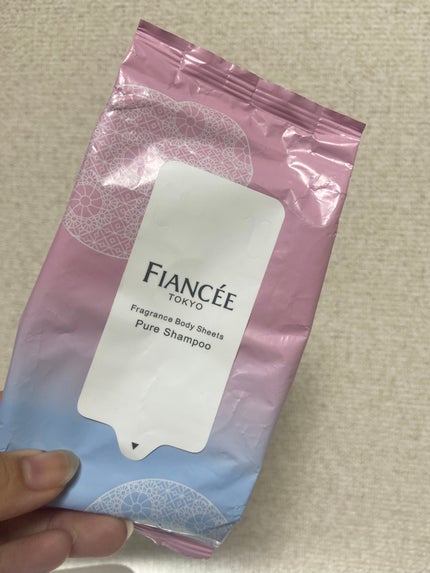 FIANCÉE
TOKYO
Fragrance Body Sheets
Pure Shampoo